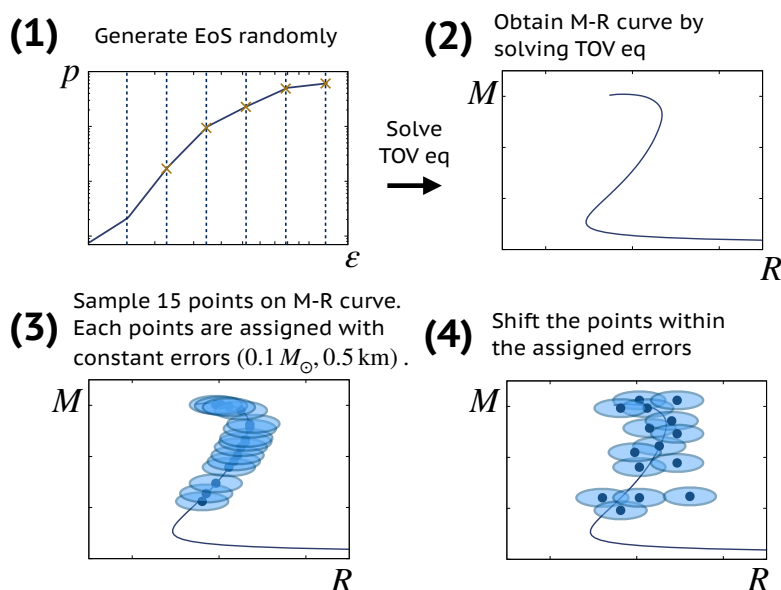 (1)
Generate EoS randomly
p
ε
Solve
TOV eq
(2)
Obtain M-R curve by
solving TOV eq
M
R
(3)
Sample 15 points on M-R curve.
Each points are assigned with
constant errors (0.1 M⊙, 0.5 km) .
M
R
(4)
Shift the points within
the assigned errors
M
R